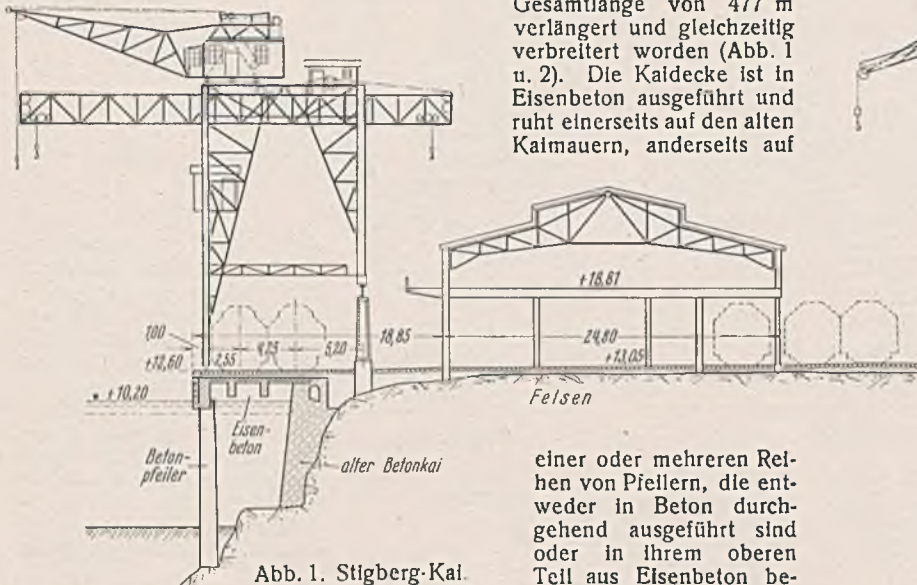 Gesamtlänge von 477 m
verlängert und gleichzeitig
verbreitert worden (Abb. 1
u. 2). Die Kaidecke ist in
Eisenbeton ausgeführt und
ruht einerseits auf den alten
Kaimauern, anderseits auf
+18,81
1,00
18,85
24,80
4,25
5,20
+12,60
2,55
+13,05
+10,20
Felsen
Eisen-
beton
Beton-
pfeiler
alter Betonkai
einer oder mehreren Rei-
hen von Pfeilern, die ent-
weder in Beton durch-
gehend ausgeführt sind
oder in ihrem oberen
Teil aus Eisenbeton be-
Abb. 1. Stigberg-Kai.